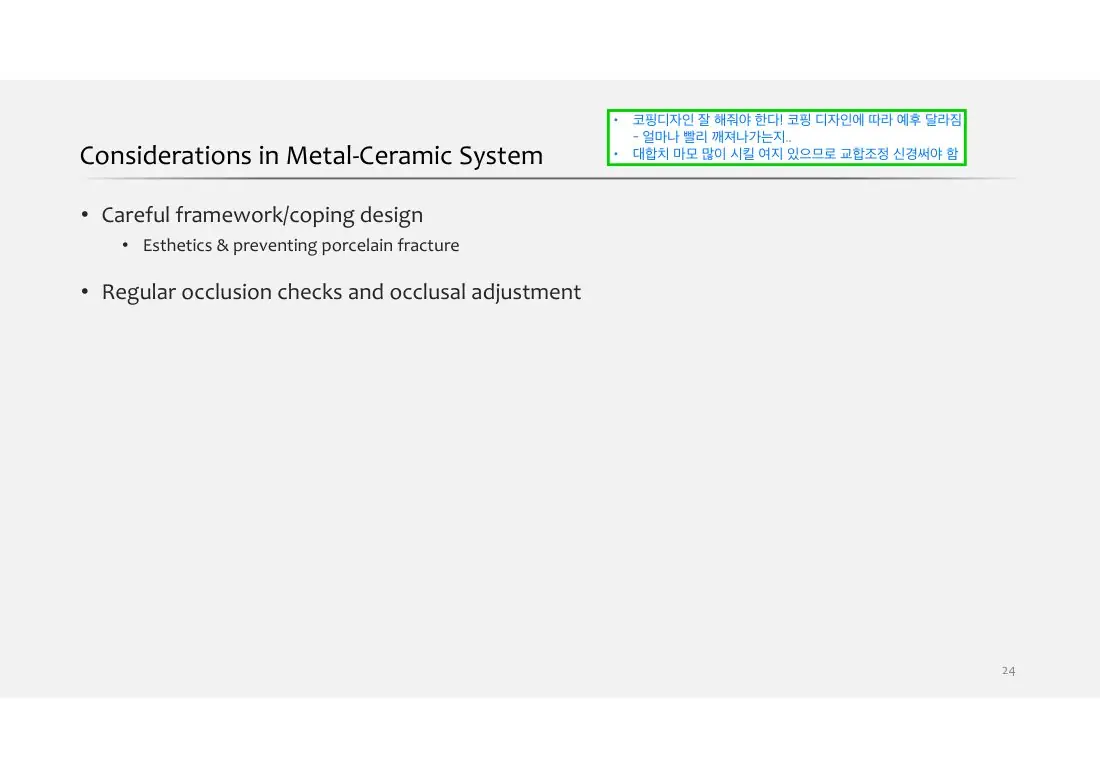 • 코핑디자인 잘 해줘야 한다! 코핑 디자인에 따라 예후 달라짐
- 얼마나 빨리 깨져나가는지..
• 대합치 마모 많이 시킬 여지 있으므로 교합조정 신경써야 함
Considerations in Metal-Ceramic System
• Careful framework/coping design
• Esthetics & preventing porcelain fracture
• Regular occlusion checks and occlusal adjustment
24